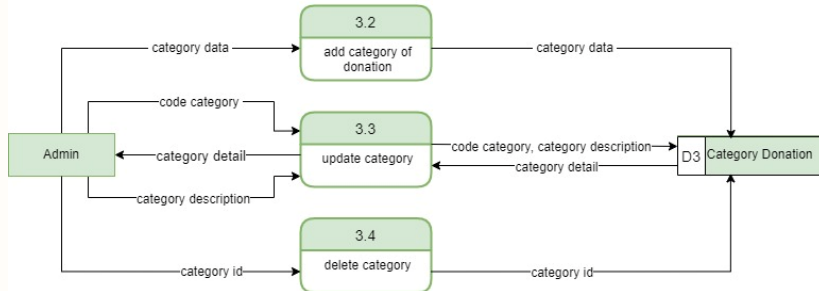 3.2
category data
add category of
donation
category data
code category
3.3
Admin
category detail
update category
code category, category description
category detail
D3
Category Donation
category description
3.4
category id
delete category
category id